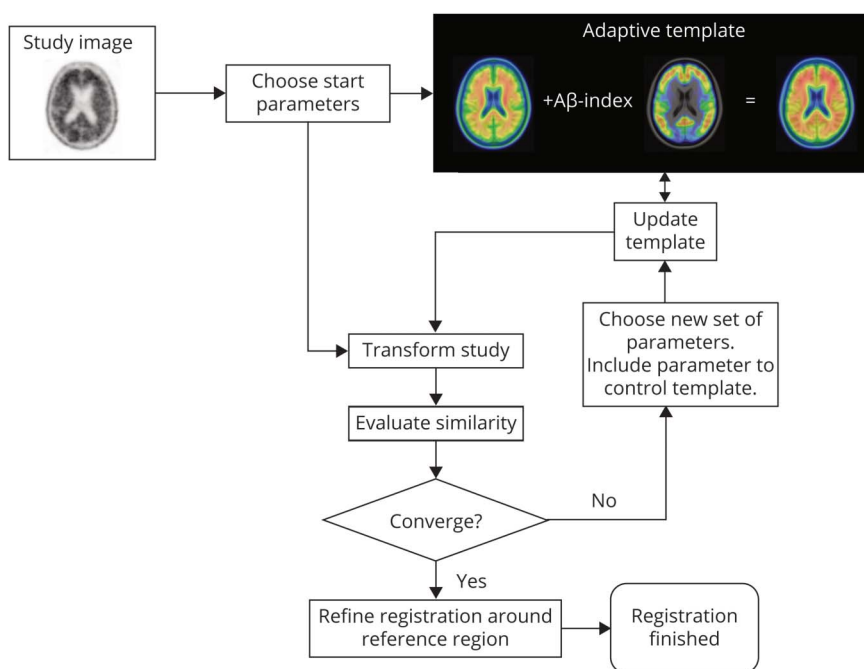 Study image
Choose start
parameters
Adaptive template
+Aβ-index
=
Update
template
Choose new set of
parameters.
Include parameter to
control template.
Transform study
Evaluate similarity
Converge?
No
Yes
Refine registration around
reference region
Registration
finished